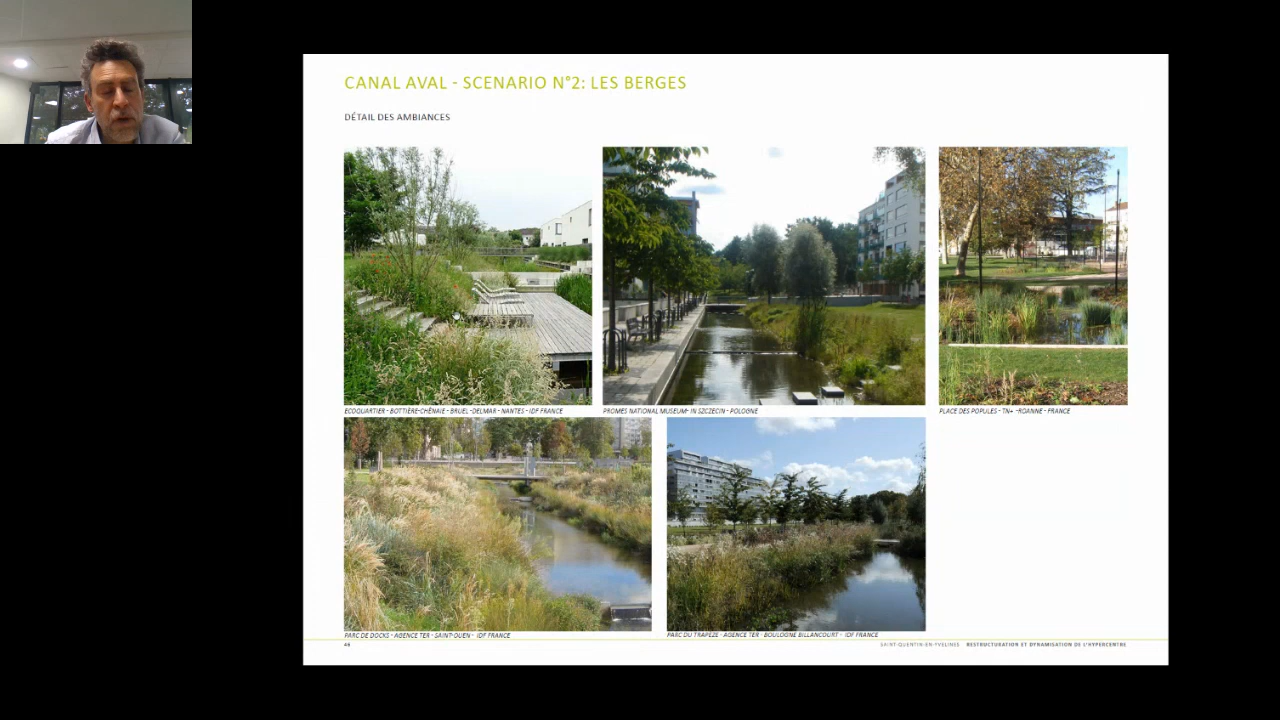 CANAL AVAL - SCENARIO N°2: LES BERGES
DÉTAIL DES AMBIANCES
ECOQUARTIER - BOTTIÈRE-CHÉNAIE - BRUEL-DELMAR - NANTES - IDF FRANCE
PROMES NATIONAL MUSEUM- IN SZCZECIN - POLOGNE
PLACE DES POPULES - TN+ -ROANNE - FRANCE
PARC DE DOCKS - AGENCE TER - SAINT-OUEN - IDF FRANCE
PARC DU TRAPEZE - AGENCE TER - BOULOGNE BILLANCOURT - IDF FRANCE
46
SAINT-QUENTIN-EN-YVELINES RESTRUCTURATION ET DYNAMISATION DE L'HYPERCENTRE